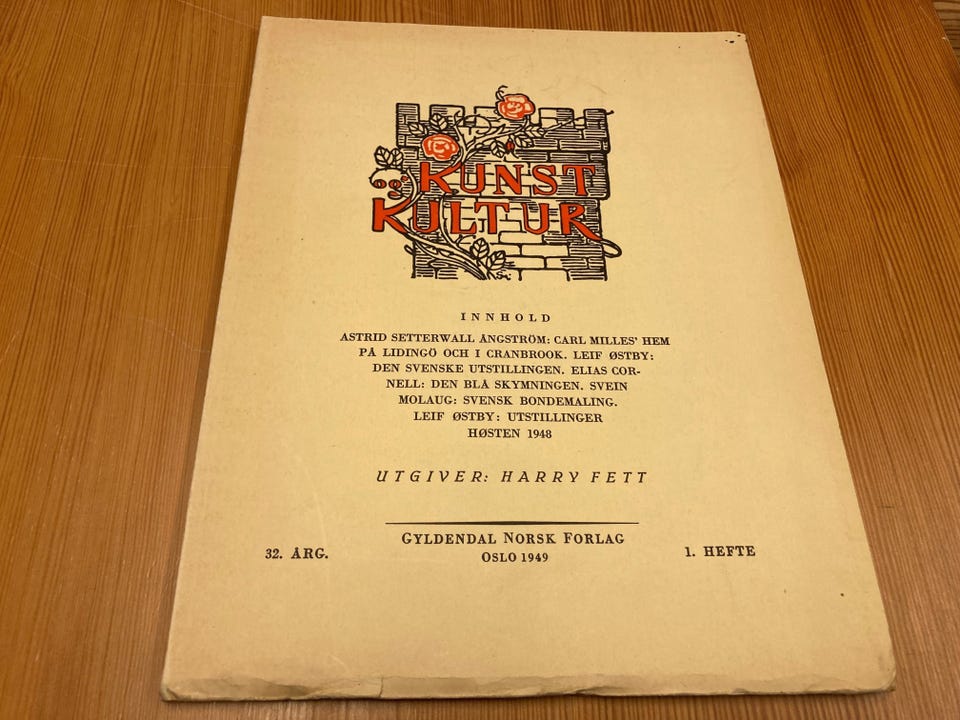 KUNST
og
KULTUR
INNHOLD
ASTRID SETTERWALL ÅNGSTRÖM: CARL MILLES' HEM
PÅ LIDINGÖ OCH I CRANBROOK. LEIF ØSTBY:
DEN SVENSKE UTSTILLINGEN. ELIAS COR-
NELL: DEN BLÅ SKYMNINGEN. SVEIN
MOLAUG: SVENSK BONDEMALING.
LEIF ØSTBY: UTSTILLINGER
HØSTEN 1948
UTGIVER: HARRY FETT
GYLDENDAL NORSK FORLAG
OSLO 1949
32. ÅRG.
1. HEFTE